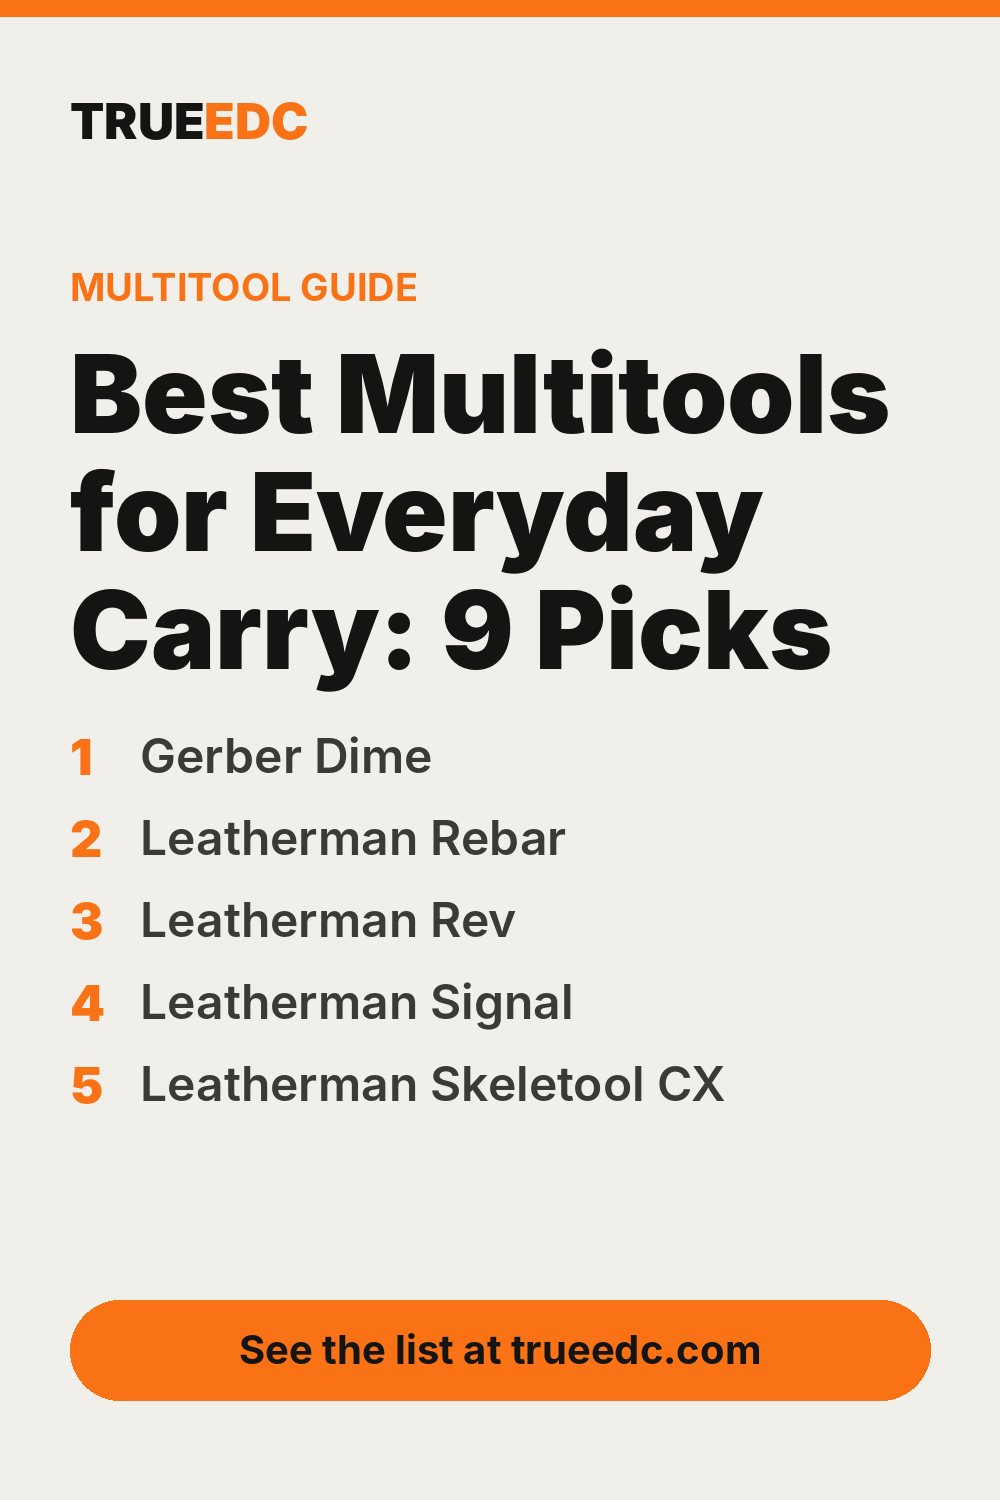 TRUEEDC
MULTITOOL GUIDE
Best Multitools
for Everyday
Carry: 9 Picks
1 Gerber Dime
2 Leatherman Rebar
3 Leatherman Rev
4 Leatherman Signal
5 Leatherman Skeletool CX
See the list at trueedc.com